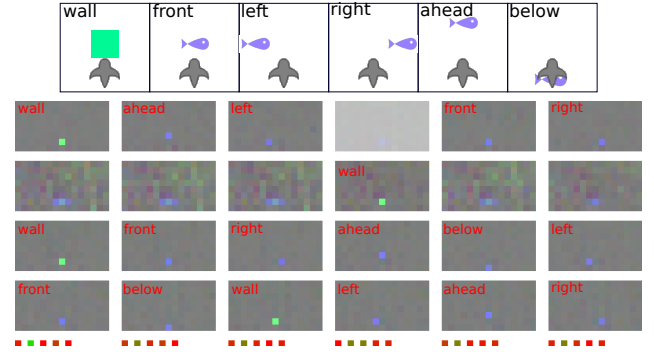 wall front left right ahead below
wall ahead left front right
wall
wall front right ahead below left
front below wall left ahead right